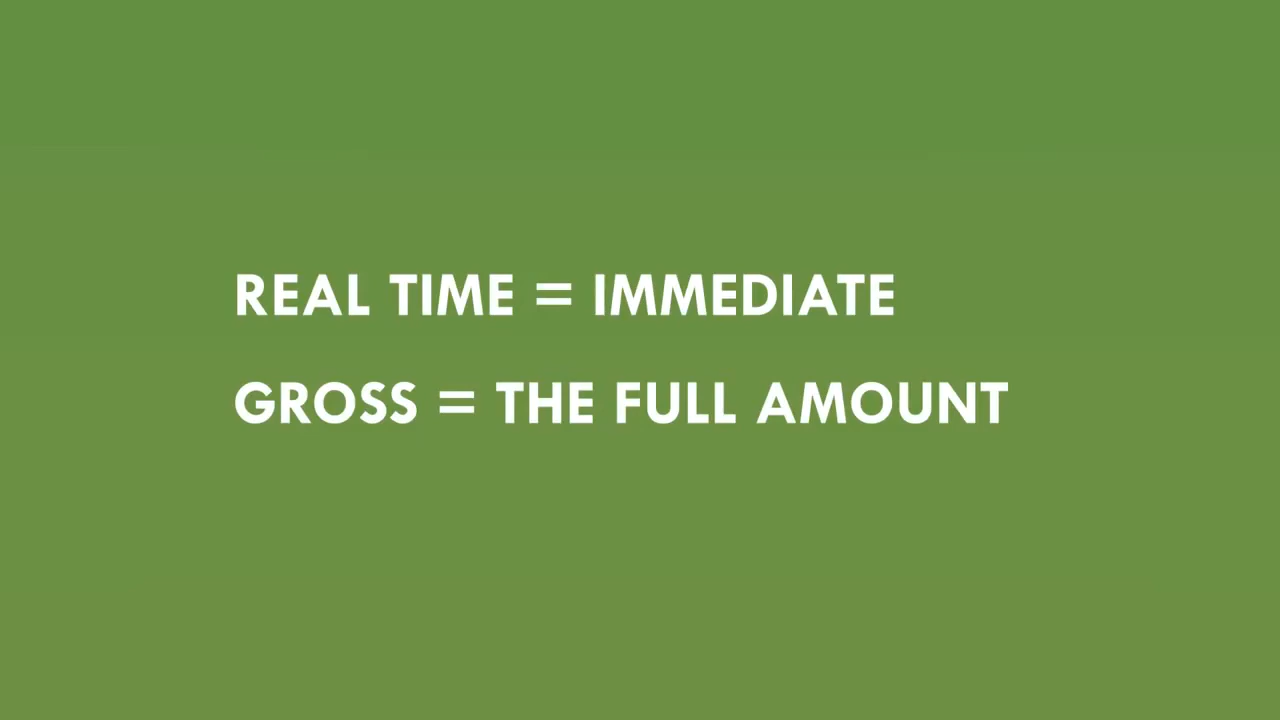 REAL TIME = IMMEDIATE
GROSS = THE FULL AMOUNT